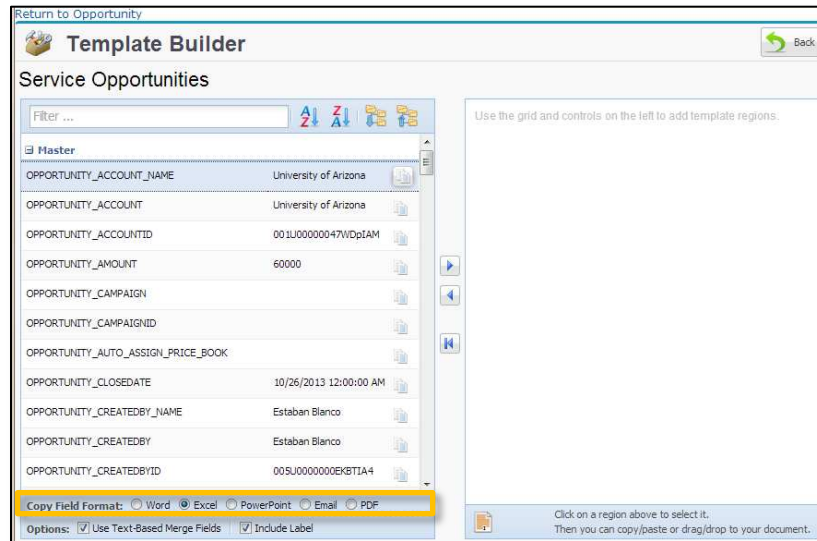 Return to Opportunity
Template Builder
Back
Service Opportunities
Filter ...
Use the grid and controls on the left to add template regions.
Master
OPPORTUNITY_ACCOUNT_NAME University of Arizona
OPPORTUNITY_ACCOUNT University of Arizona
OPPORTUNITY_ACCOUNTID 001U00000047WDpIAM
OPPORTUNITY_AMOUNT 60000
OPPORTUNITY_CAMPAIGN
OPPORTUNITY_CAMPAIGNID
OPPORTUNITY_AUTO_ASSIGN_PRICE_BOOK
OPPORTUNITY_CLOSEDATE 10/26/2013 12:00:00 AM
OPPORTUNITY_CREATEDBY_NAME Estaban Blanco
OPPORTUNITY_CREATEDBY Estaban Blanco
OPPORTUNITY_CREATEDBYID 005U0000000EKBTIA4
Copy Field Format: Word Excel PowerPoint Email PDF
Options: Use Text-Based Merge Fields Include Label
Click on a region above to select it.
Then you can copy/paste or drag/drop to your document.